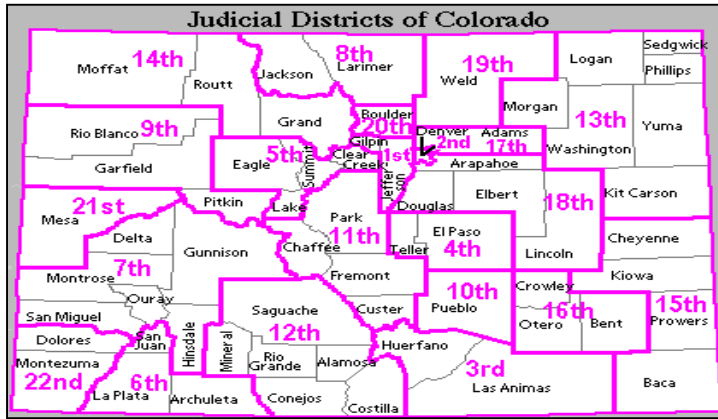 Judicial Districts of Colorado
Moffat
14th
Routt
Jackson
8th
Larimer
19th
Weld
Logan
Sedgwick
Phillips
Morgan
13th
Yuma
Washington
Rio Blanco
9th
Garfield
Grand
Boulder
20th
Gilpin
Clear
Creek
1st
Jeffer
son
Denver
2nd
Adams
17th
Arapahoe
Eagle
5th
Summit
Mesa
21st
Pitkin
Lake
Park
11th
Douglas
Elbert
18th
Kit Carson
Delta
7th
Gunnison
Chaffee
Teller
El Paso
4th
Lincoln
Cheyenne
Montrose
Ouray
Fremont
10th
Pueblo
Crowley
Kiowa
San Miguel
Saguache
12th
Custer
16th
Otero
Bent
15th
Prowers
Dolores
San
Juan
Hinsdale
Mineral
Rio
Grande
Alamosa
Huerfano
3rd
Las Animas
Baca
Montezuma
22nd
La Plata
6th
Archuleta
Conejos
Costilla